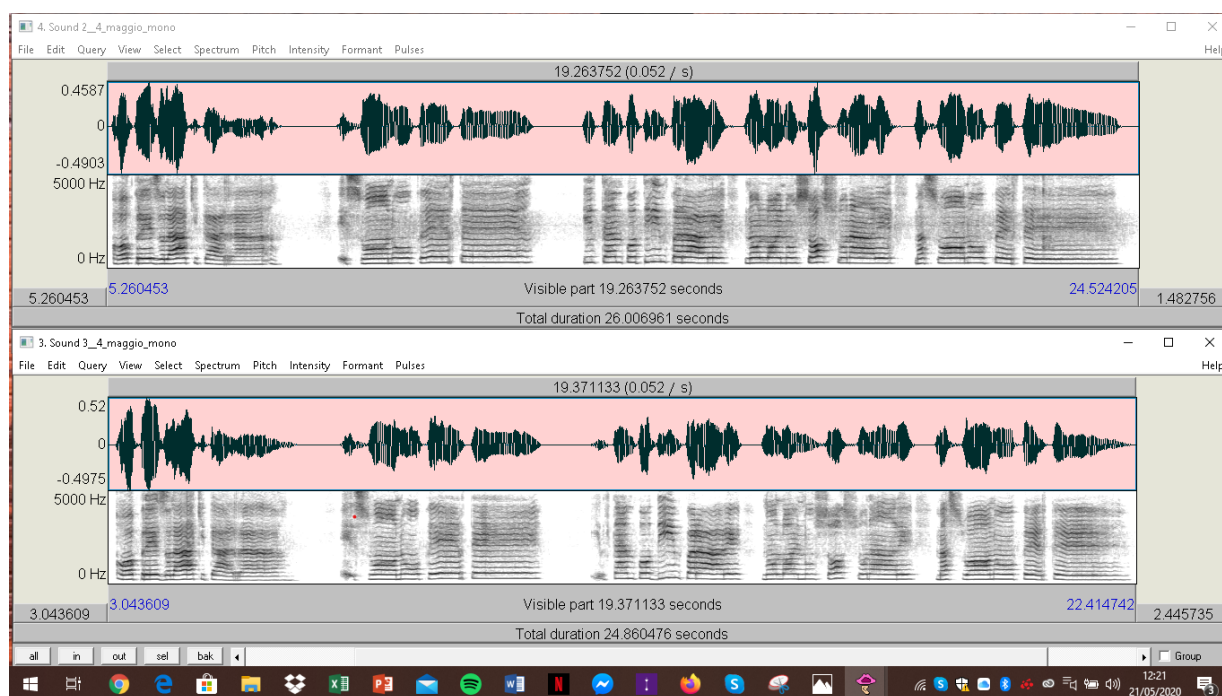 4. Sound 2__4_maggio_mono
File Edit Query View Select Spectrum Pitch Intensity Formant Pulses Help
19.263752 (0.052 / s)
0.4587
0
-0.4903
5000 Hz
0 Hz
5.260453 5.260453 Visible part 19.263752 seconds 24.524205 1.482756
Total duration 26.006961 seconds
3. Sound 3__4_maggio_mono
File Edit Query View Select Spectrum Pitch Intensity Formant Pulses Help
19.371133 (0.052 / s)
0.52
0
-0.4975
5000 Hz
0 Hz
3.043609 3.043609 Visible part 19.371133 seconds 22.414742 2.445735
Total duration 24.860476 seconds
all in out sel bak Group
12:21
21/05/2020